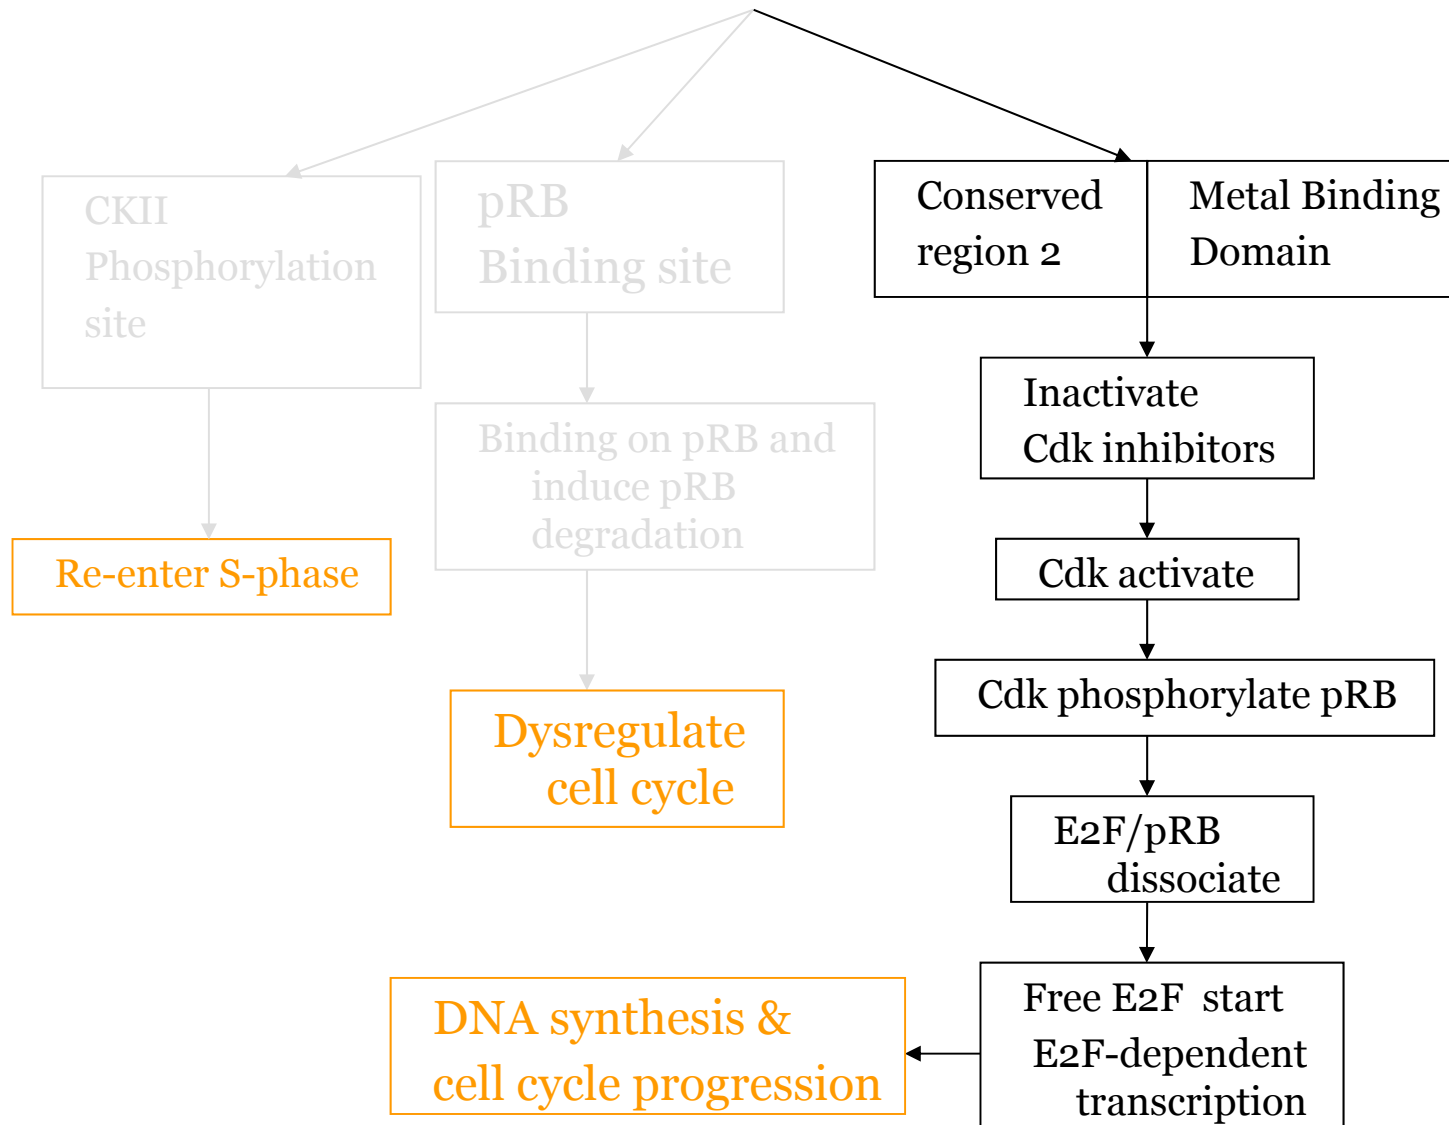 CKII
Phosphorylation
site
pRB
Binding site
Conserved
region 2
Metal Binding
Domain
Inactivate
Cdk inhibitors
Binding on pRB and
induce pRB
degradation
Re-enter S-phase
Cdk activate
Cdk phosphorylate pRB
Dysregulate
cell cycle
E2F/pRB
dissociate
Free E2F start
E2F-dependent
transcription
DNA synthesis &
cell cycle progression